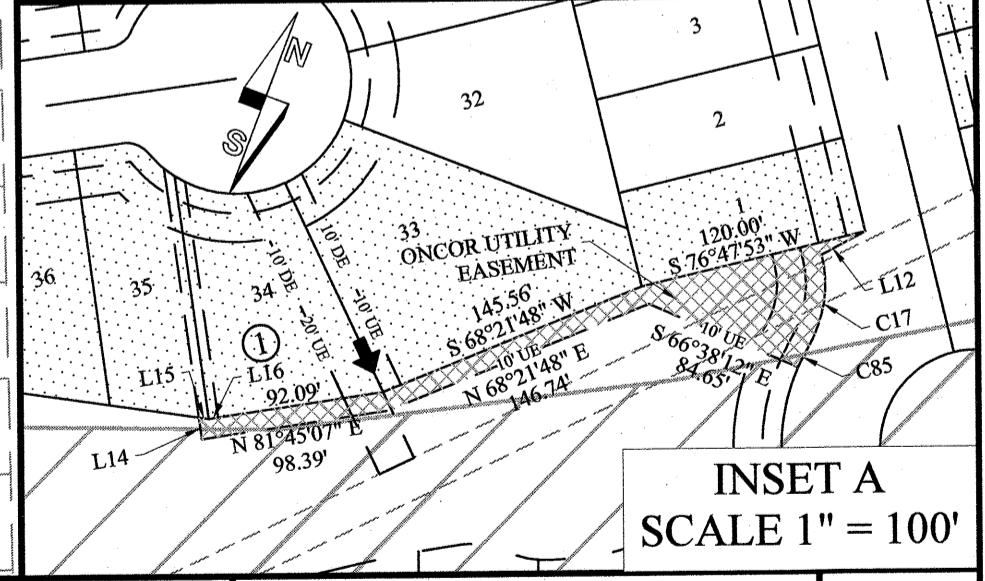 N
S
3
32
2
1
120.00'
S 76°47'53" W
33
ONCOR UTILITY
EASEMENT
10' DE
10' DE
10' UE
20' UE
36
35
34
1
145.56'
S 68°21'48" W
10' UE
N 68°21'48" E
146.74'
10' UE
S 66°38'12" E
84.65'
L12
C17
C85
L15
L16
92.09'
L14
N 81°45'07" E
98.39'
INSET A
SCALE 1" = 100'